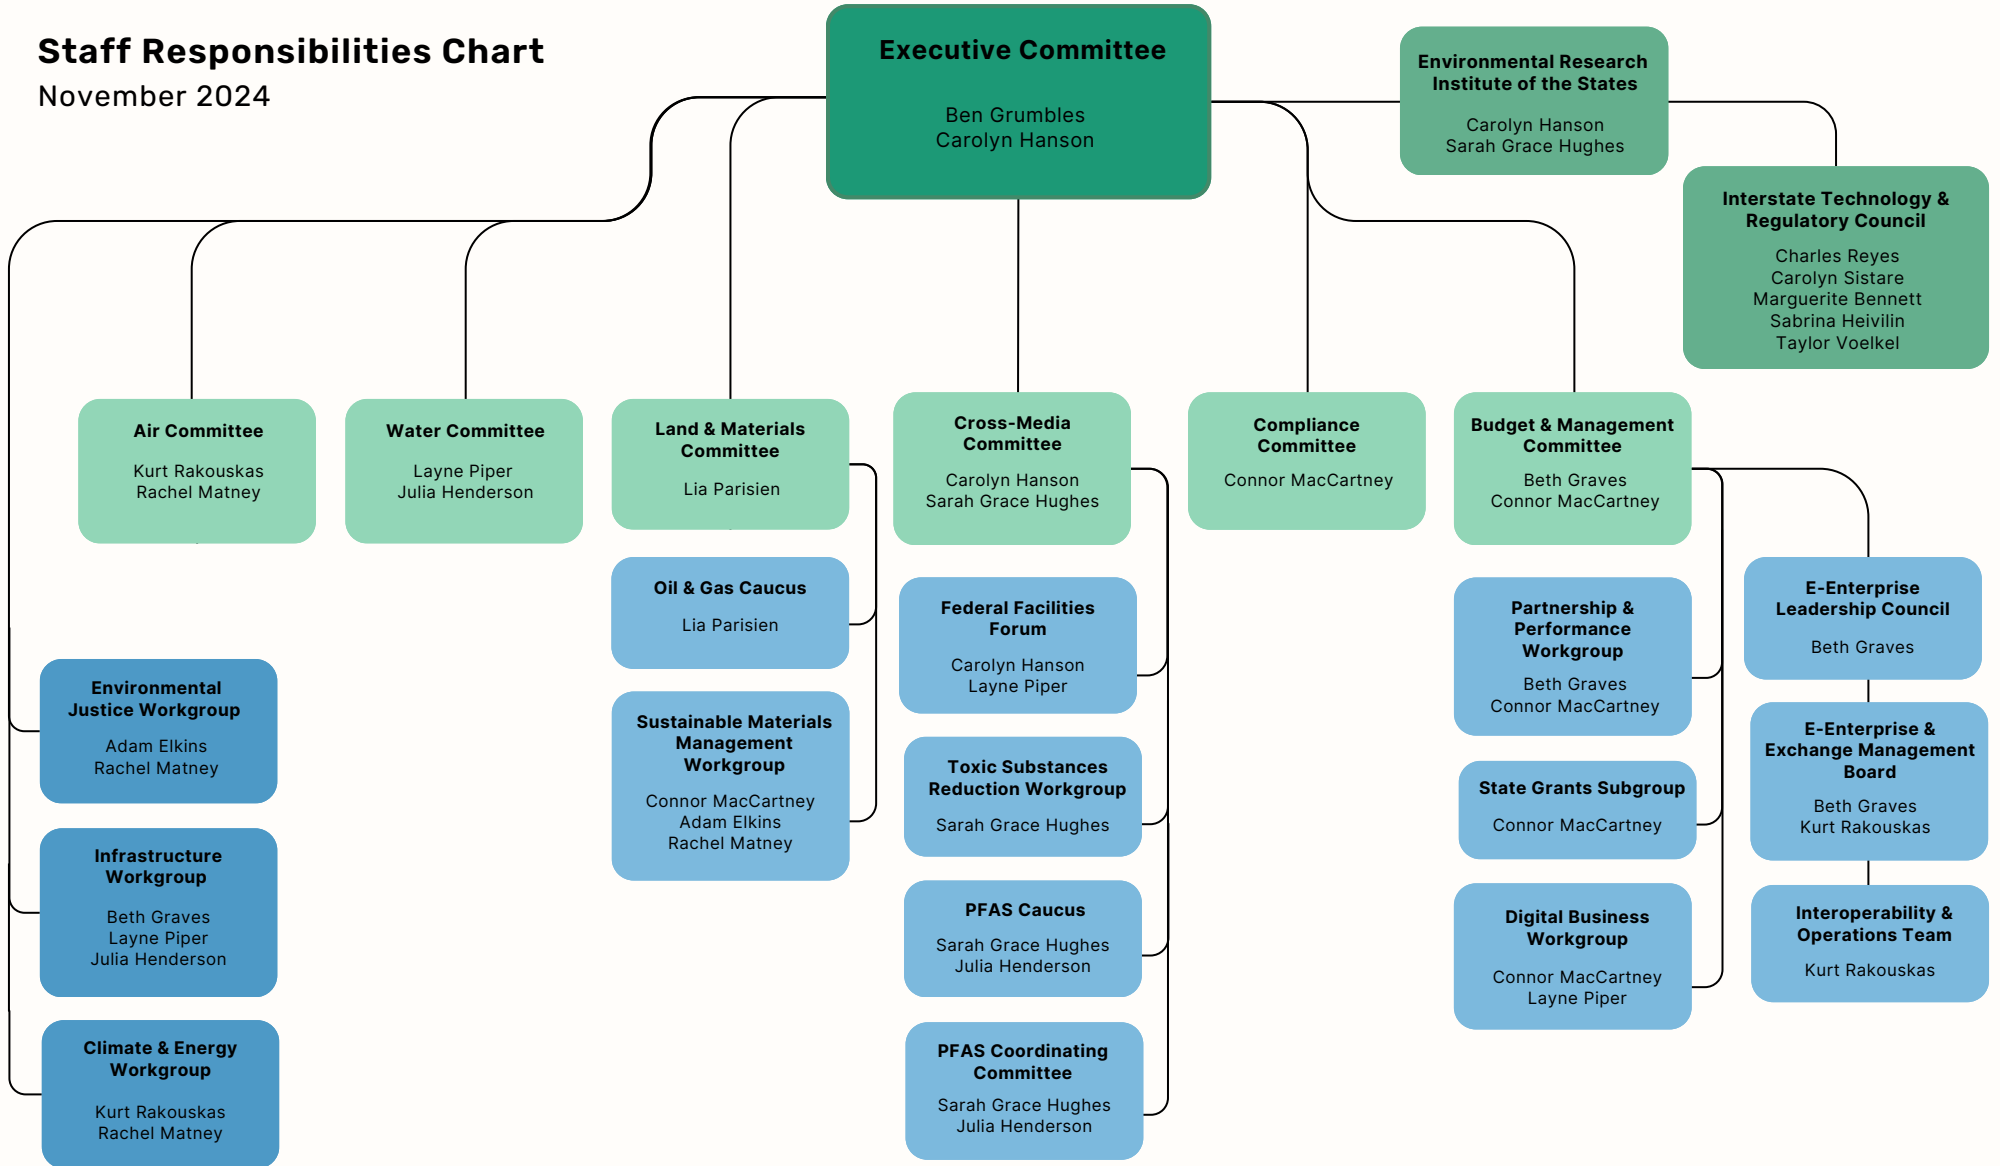 Staff Responsibilities Chart
November 2024
Executive Committee
Ben Grumbles
Carolyn Hanson
Environmental Research
Institute of the States
Carolyn Hanson
Sarah Grace Hughes
Interstate Technology &
Regulatory Council
Charles Reyes
Carolyn Sistare
Marguerite Bennett
Sabrina Heivilin
Taylor Voelkel
Air Committee
Kurt Rakouskas
Rachel Matney
Water Committee
Layne Piper
Julia Henderson
Land & Materials
Committee
Lia Parisien
Cross-Media
Committee
Carolyn Hanson
Sarah Grace Hughes
Compliance
Committee
Connor MacCartney
Budget & Management
Committee
Beth Graves
Connor MacCartney
Environmental
Justice Workgroup
Adam Elkins
Rachel Matney
Infrastructure
Workgroup
Beth Graves
Layne Piper
Julia Henderson
Climate & Energy
Workgroup
Kurt Rakouskas
Rachel Matney
Oil & Gas Caucus
Lia Parisien
Sustainable Materials
Management
Workgroup
Connor MacCartney
Adam Elkins
Rachel Matney
Federal Facilities
Forum
Carolyn Hanson
Layne Piper
Toxic Substances
Reduction Workgroup
Sarah Grace Hughes
PFAS Caucus
Sarah Grace Hughes
Julia Henderson
PFAS Coordinating
Committee
Sarah Grace Hughes
Julia Henderson
Partnership &
Performance
Workgroup
Beth Graves
Connor MacCartney
State Grants Subgroup
Connor MacCartney
Digital Business
Workgroup
Connor MacCartney
Layne Piper
E-Enterprise
Leadership Council
Beth Graves
E-Enterprise &
Exchange Management
Board
Beth Graves
Kurt Rakouskas
Interoperability &
Operations Team
Kurt Rakouskas